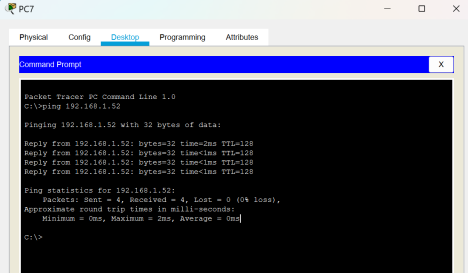 PC7
Physical Config Desktop Programming Attributes
Command Prompt
X
Packet Tracer PC Command Line 1.0
C:\>ping 192.168.1.52
Pinging 192.168.1.52 with 32 bytes of data:
Reply from 192.168.1.52: bytes=32 time=2ms TTL=128
Reply from 192.168.1.52: bytes=32 time<1ms TTL=128
Reply from 192.168.1.52: bytes=32 time<1ms TTL=128
Reply from 192.168.1.52: bytes=32 time<1ms TTL=128
Ping statistics for 192.168.1.52:
Packets: Sent = 4, Received = 4, Lost = 0 (0% loss),
Approximate round trip times in milli-seconds:
Minimum = 0ms, Maximum = 2ms, Average = 0ms
C:\>